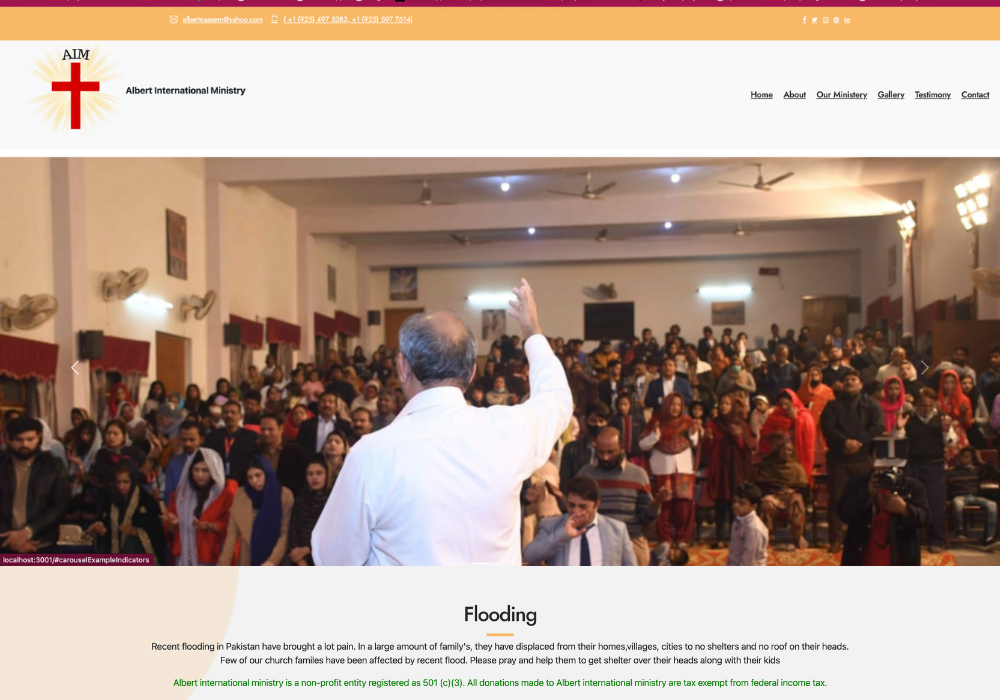 albertnaseem@yahoo.com ( +1 (925) 497 5282, +1 (925) 597 7614)
AIM
Albert International Ministry
Home About Our Ministery Gallery Testimony Contact
localhost:3001/#carouselExampleIndicators
Flooding
Recent flooding in Pakistan have brought a lot pain. In a large amount of family's, they have displaced from their homes,villages, cities to no shelters and no roof on their heads.
Few of our church familes have been affected by recent flood. Please pray and help them to get shelter over their heads along with their kids
Albert international ministry is a non-profit entity registered as 501 (c)(3). All donations made to Albert international ministry are tax exempt from federal income tax.